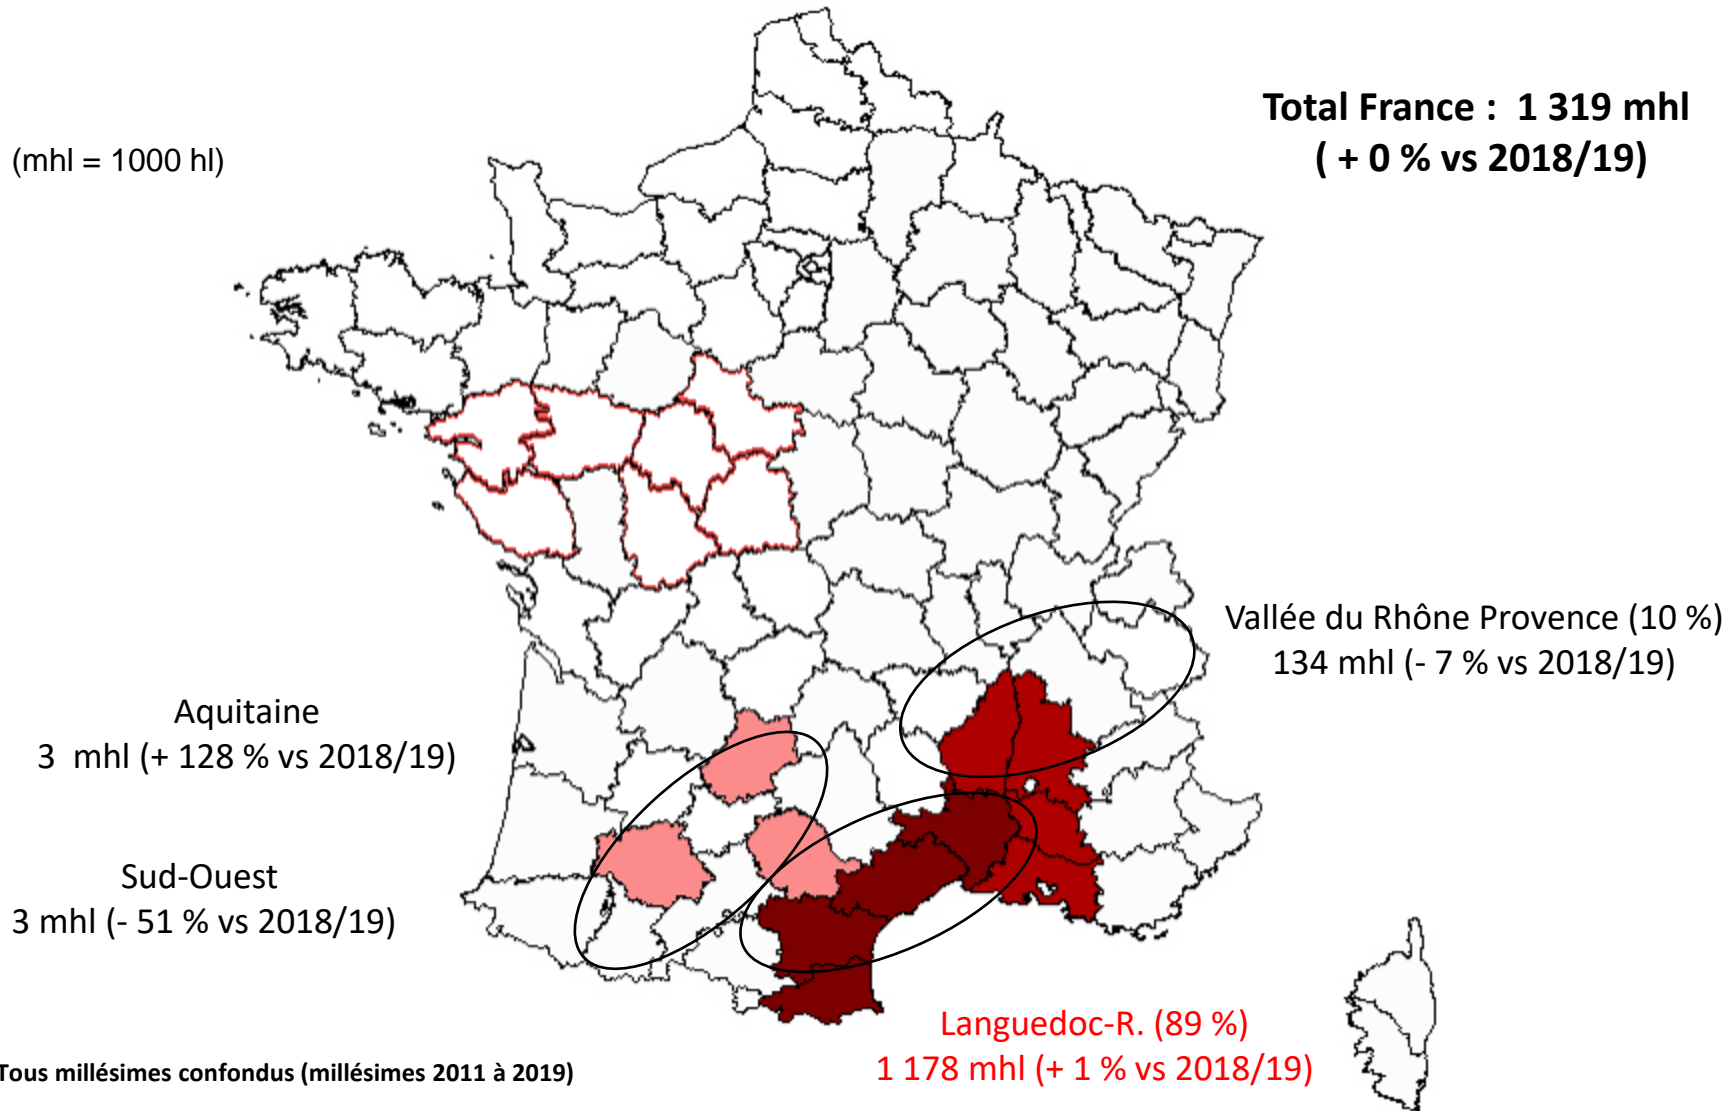 Total France : 1 319 mhl
( + 0 % vs 2018/19)
(mhl = 1000 hl)
Vallée du Rhône Provence (10 %)
134 mhl (- 7 % vs 2018/19)
Aquitaine
3 mhl (+ 128 % vs 2018/19)
Sud-Ouest
3 mhl (- 51 % vs 2018/19)
Languedoc-R. (89 %)
1 178 mhl (+ 1 % vs 2018/19)
Tous millésimes confondus (millésimes 2011 à 2019)